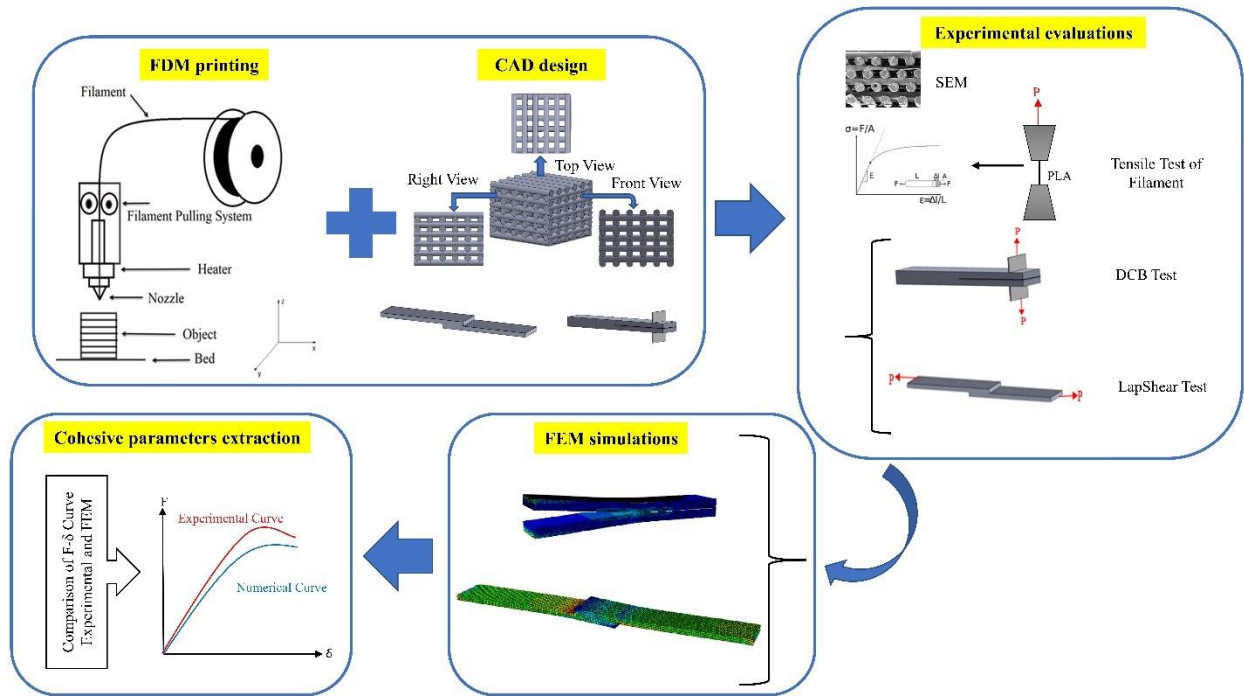 FDM printing
Filament
Filament Pulling System
Heater
Nozzle
Object
Bed
z
x
y
CAD design
Top View
Right View
Front View
Experimental evaluations
SEM
P
σ=F/A
E
L Δl A
F F
ε=Δl/L
PLA
Tensile Test of
Filament
P
DCB Test
P
LapShear Test
P
P
Cohesive parameters extraction
Comparison of F-δ Curve
Experimental and FEM
F
Experimental Curve
Numerical Curve
δ
FEM simulations